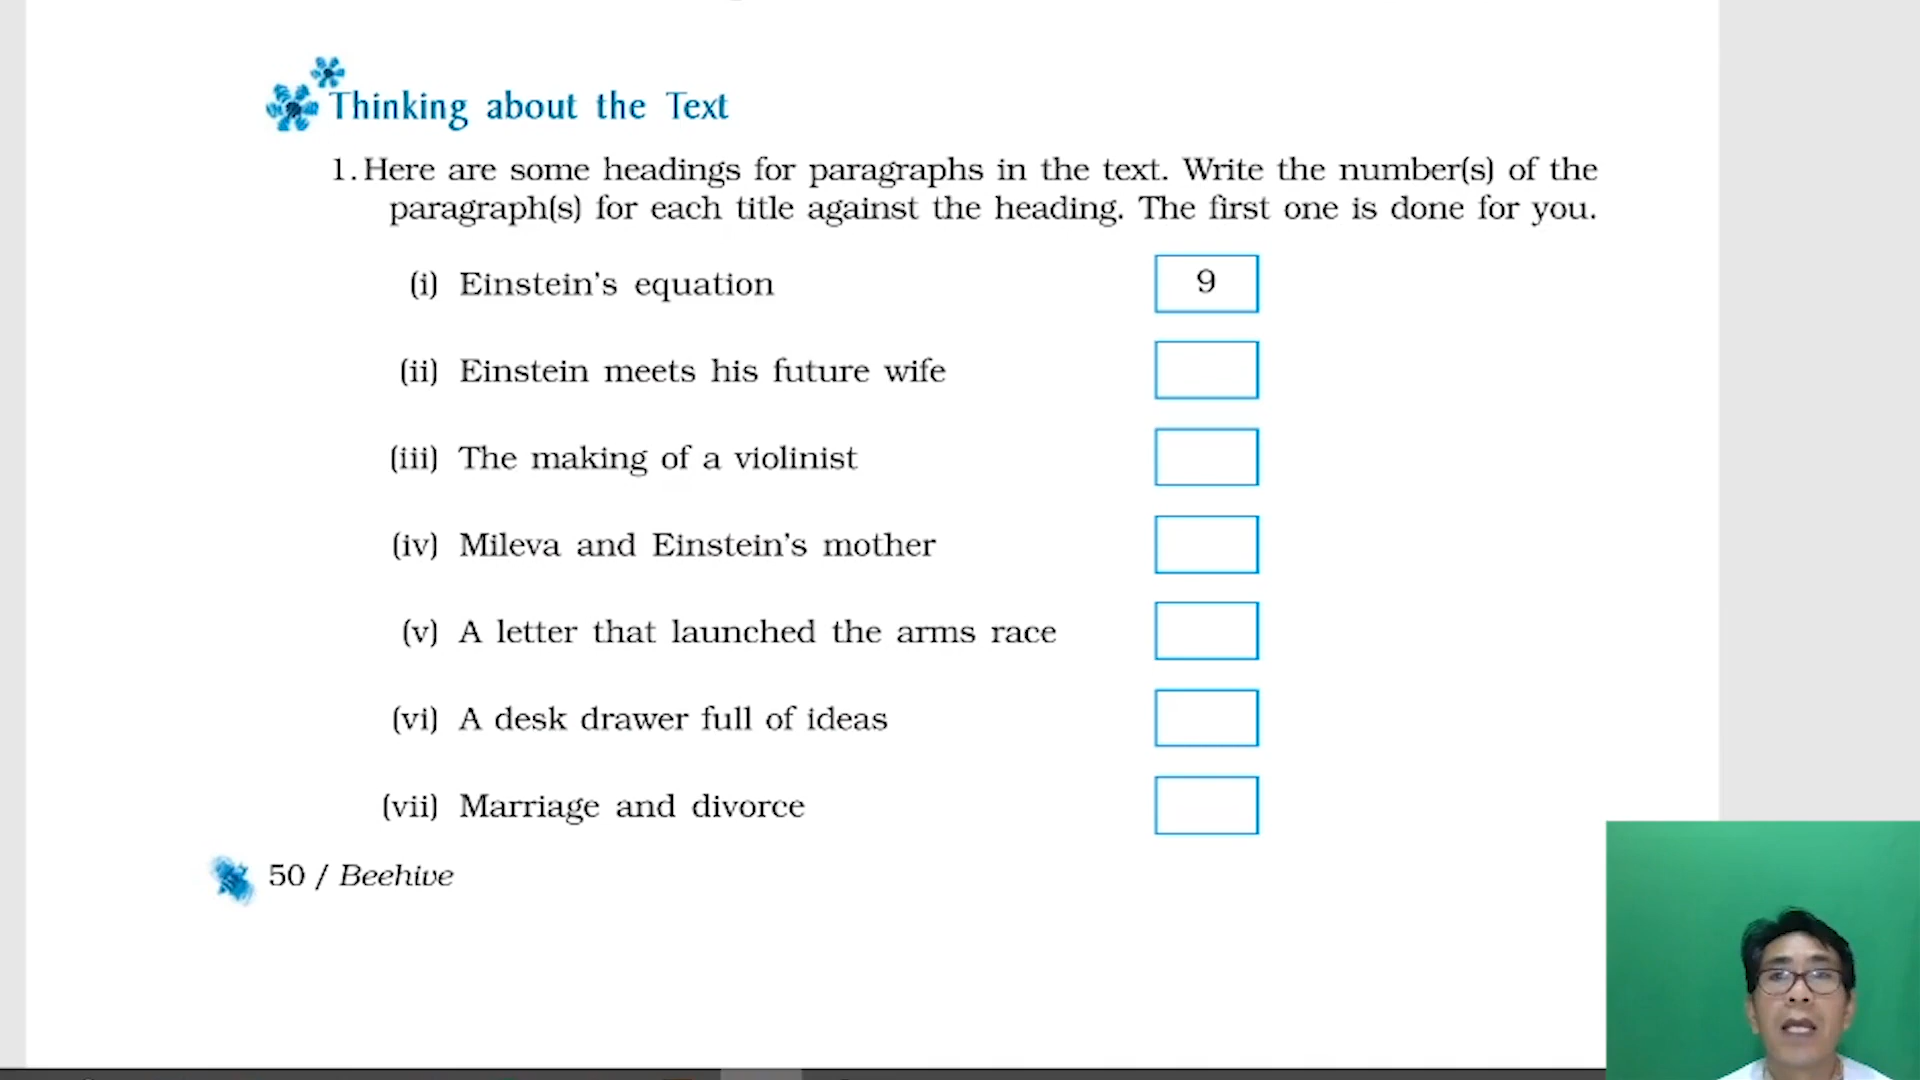 Thinking about the Text
1. Here are some headings for paragraphs in the text. Write the number(s) of the
paragraph(s) for each title against the heading. The first one is done for you.
(i) Einstein's equation 9
(ii) Einstein meets his future wife
(iii) The making of a violinist
(iv) Mileva and Einstein's mother
(v) A letter that launched the arms race
(vi) A desk drawer full of ideas
(vii) Marriage and divorce
50 / Beehive